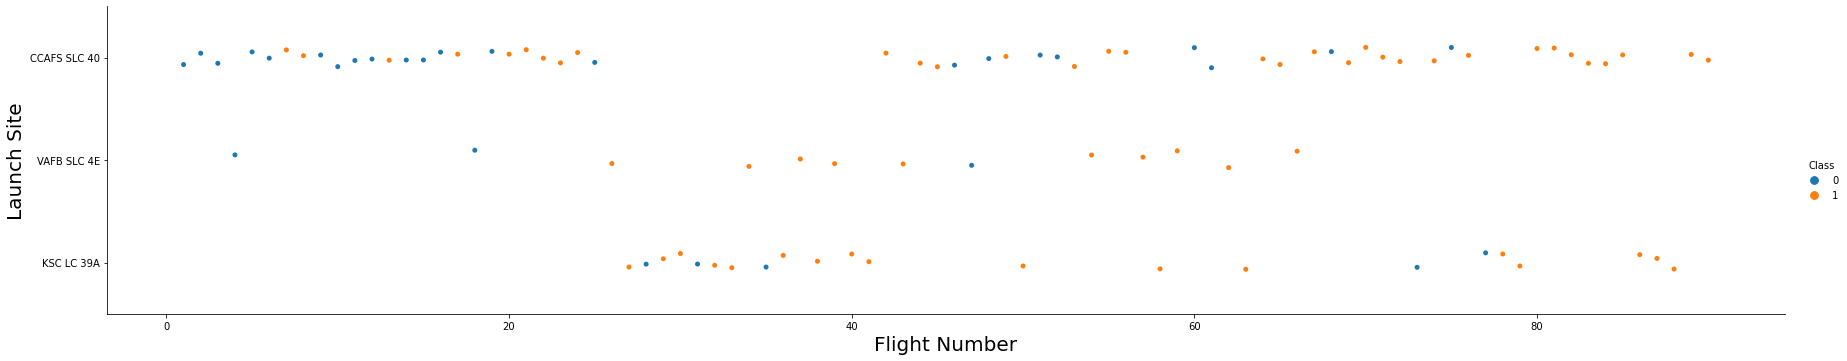 Launch Site
CCAFS SLC 40
VAFB SLC 4E
KSC LC 39A
0 20 40 60 80
Flight Number
Class
0
1